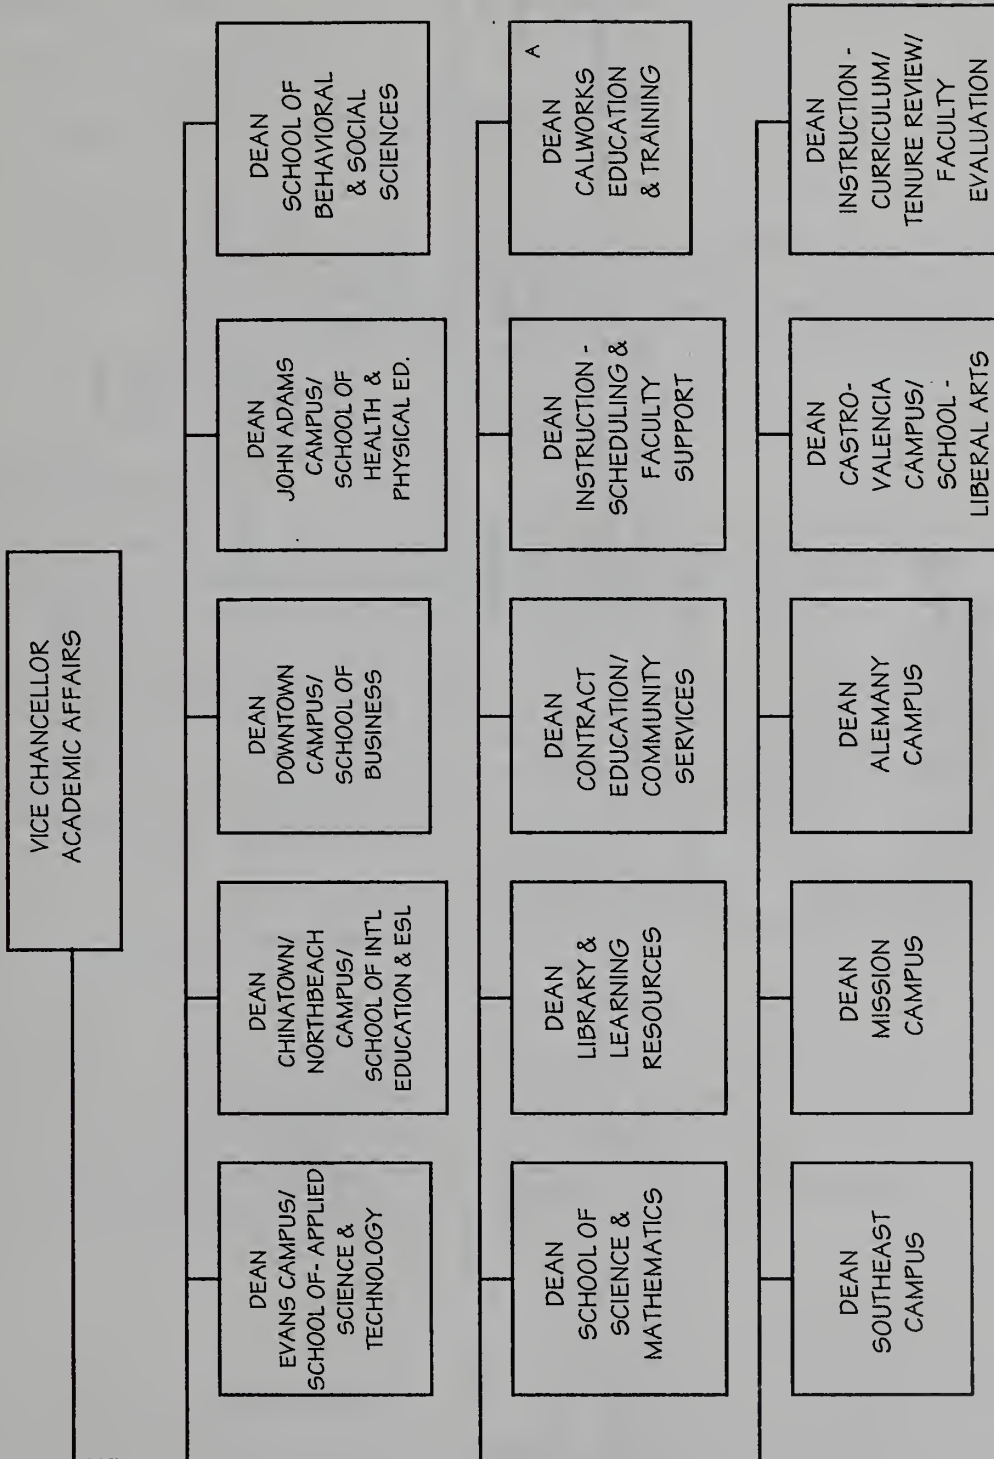 VICE CHANCELLOR
ACADEMIC AFFAIRS
DEAN
EVANS CAMPUS/
SCHOOL OF- APPLIED
SCIENCE &
TECHNOLOGY
DEAN
CHINATOWN/
NORTHBEACH
CAMPUS/
SCHOOL OF INT'L
EDUCATION & ESL
DEAN
DOWNTOWN
CAMPUS/
SCHOOL OF
BUSINESS
DEAN
JOHN ADAMS
CAMPUS/
SCHOOL OF
HEALTH &
PHYSICAL ED.
DEAN
SCHOOL OF
BEHAVIORAL
& SOCIAL
SCIENCES
DEAN
SCHOOL OF
SCIENCE &
MATHEMATICS
DEAN
LIBRARY &
LEARNING
RESOURCES
DEAN
CONTRACT
EDUCATION/
COMMUNITY
SERVICES
DEAN
INSTRUCTION -
SCHEDULING &
FACULTY
SUPPORT
A
DEAN
CALWORKS
EDUCATION
& TRAINING
DEAN
SOUTHEAST
CAMPUS
DEAN
MISSION
CAMPUS
DEAN
ALEMANY
CAMPUS
DEAN
CASTRO-
VALENCIA
CAMPUS/
SCHOOL -
LIBERAL ARTS
DEAN
INSTRUCTION -
CURRICULUM/
TENURE REVIEW/
FACULTY
EVALUATION